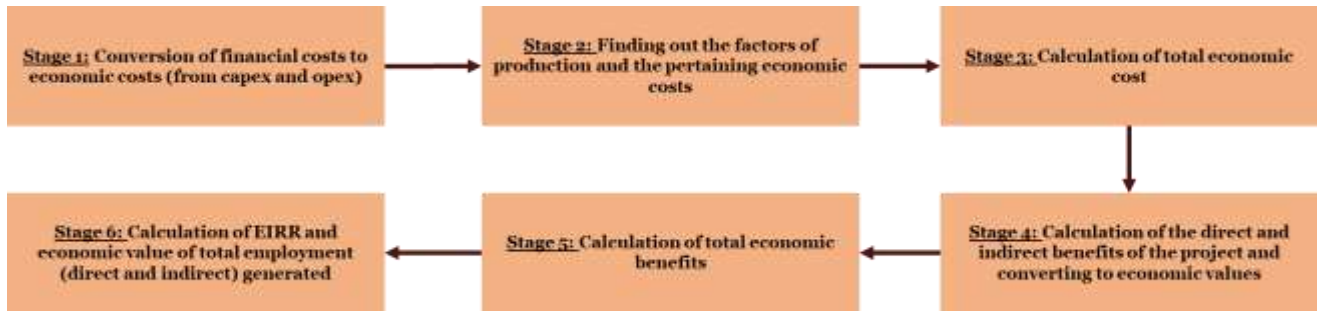 Stage 1: Conversion of financial costs to
economic costs (from capex and opex)
Stage 2: Finding out the factors of
production and the pertaining economic
costs
Stage 3: Calculation of total economic
cost
Stage 4: Calculation of the direct and
indirect benefits of the project and
converting to economic values
Stage 5: Calculation of total economic
benefits
Stage 6: Calculation of EIRR and
economic value of total employment
(direct and indirect) generated